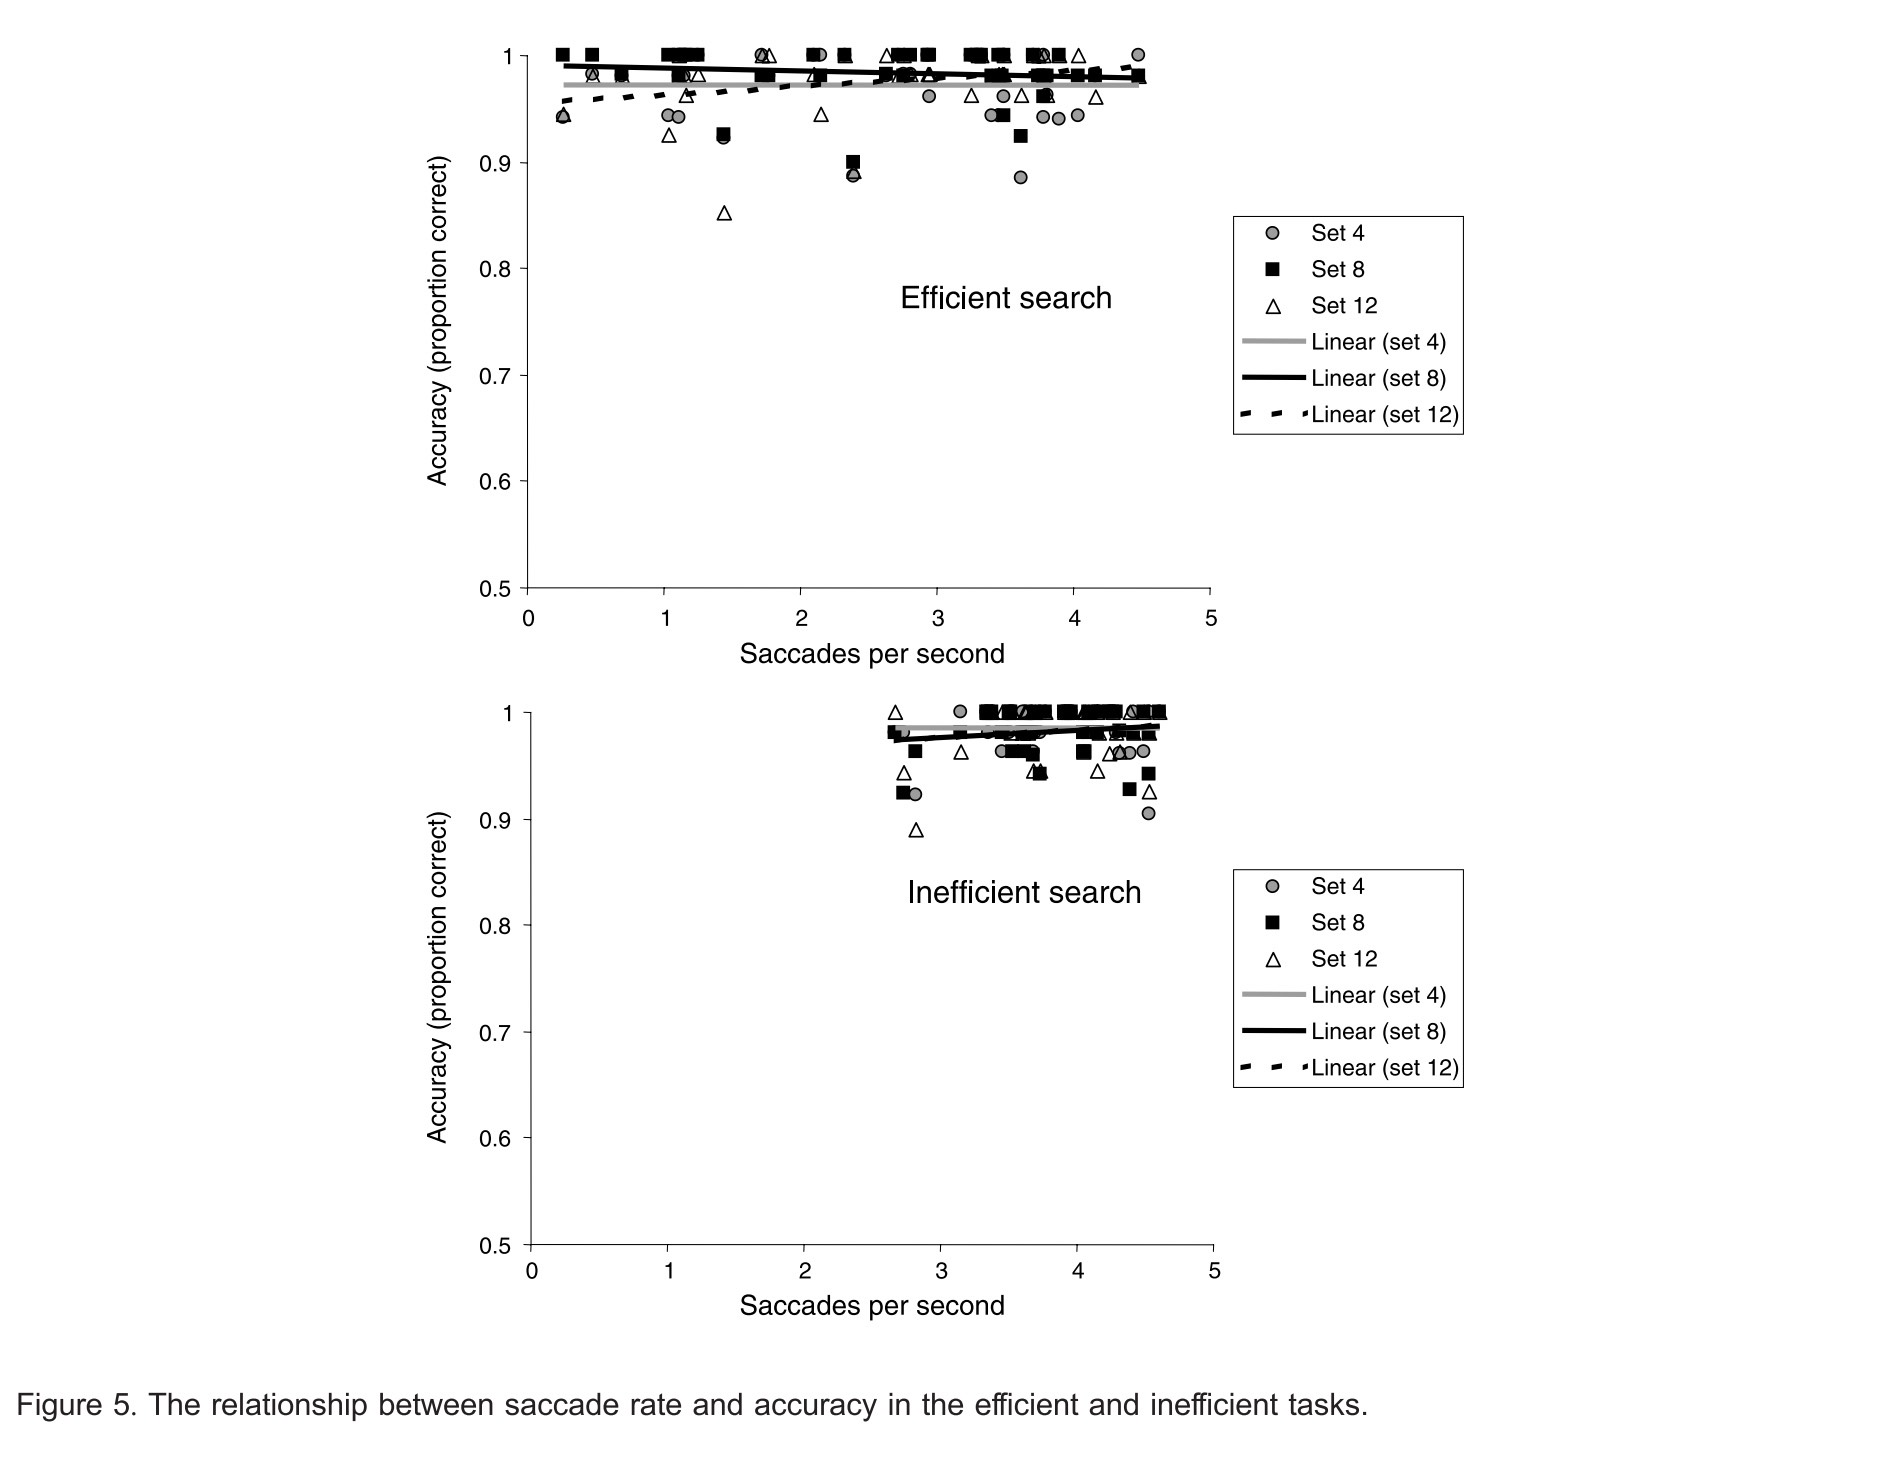 1
0.9
0.8
0.7
0.6
0.5
0 1 2 3 4 5
Accuracy (proportion correct)
Saccades per second
Efficient search
Set 4
Set 8
Set 12
Linear (set 4)
Linear (set 8)
Linear (set 12)
1
0.9
0.8
0.7
0.6
0.5
0 1 2 3 4 5
Accuracy (proportion correct)
Saccades per second
Inefficient search
Set 4
Set 8
Set 12
Linear (set 4)
Linear (set 8)
Linear (set 12)
Figure 5. The relationship between saccade rate and accuracy in the efficient and inefficient tasks.